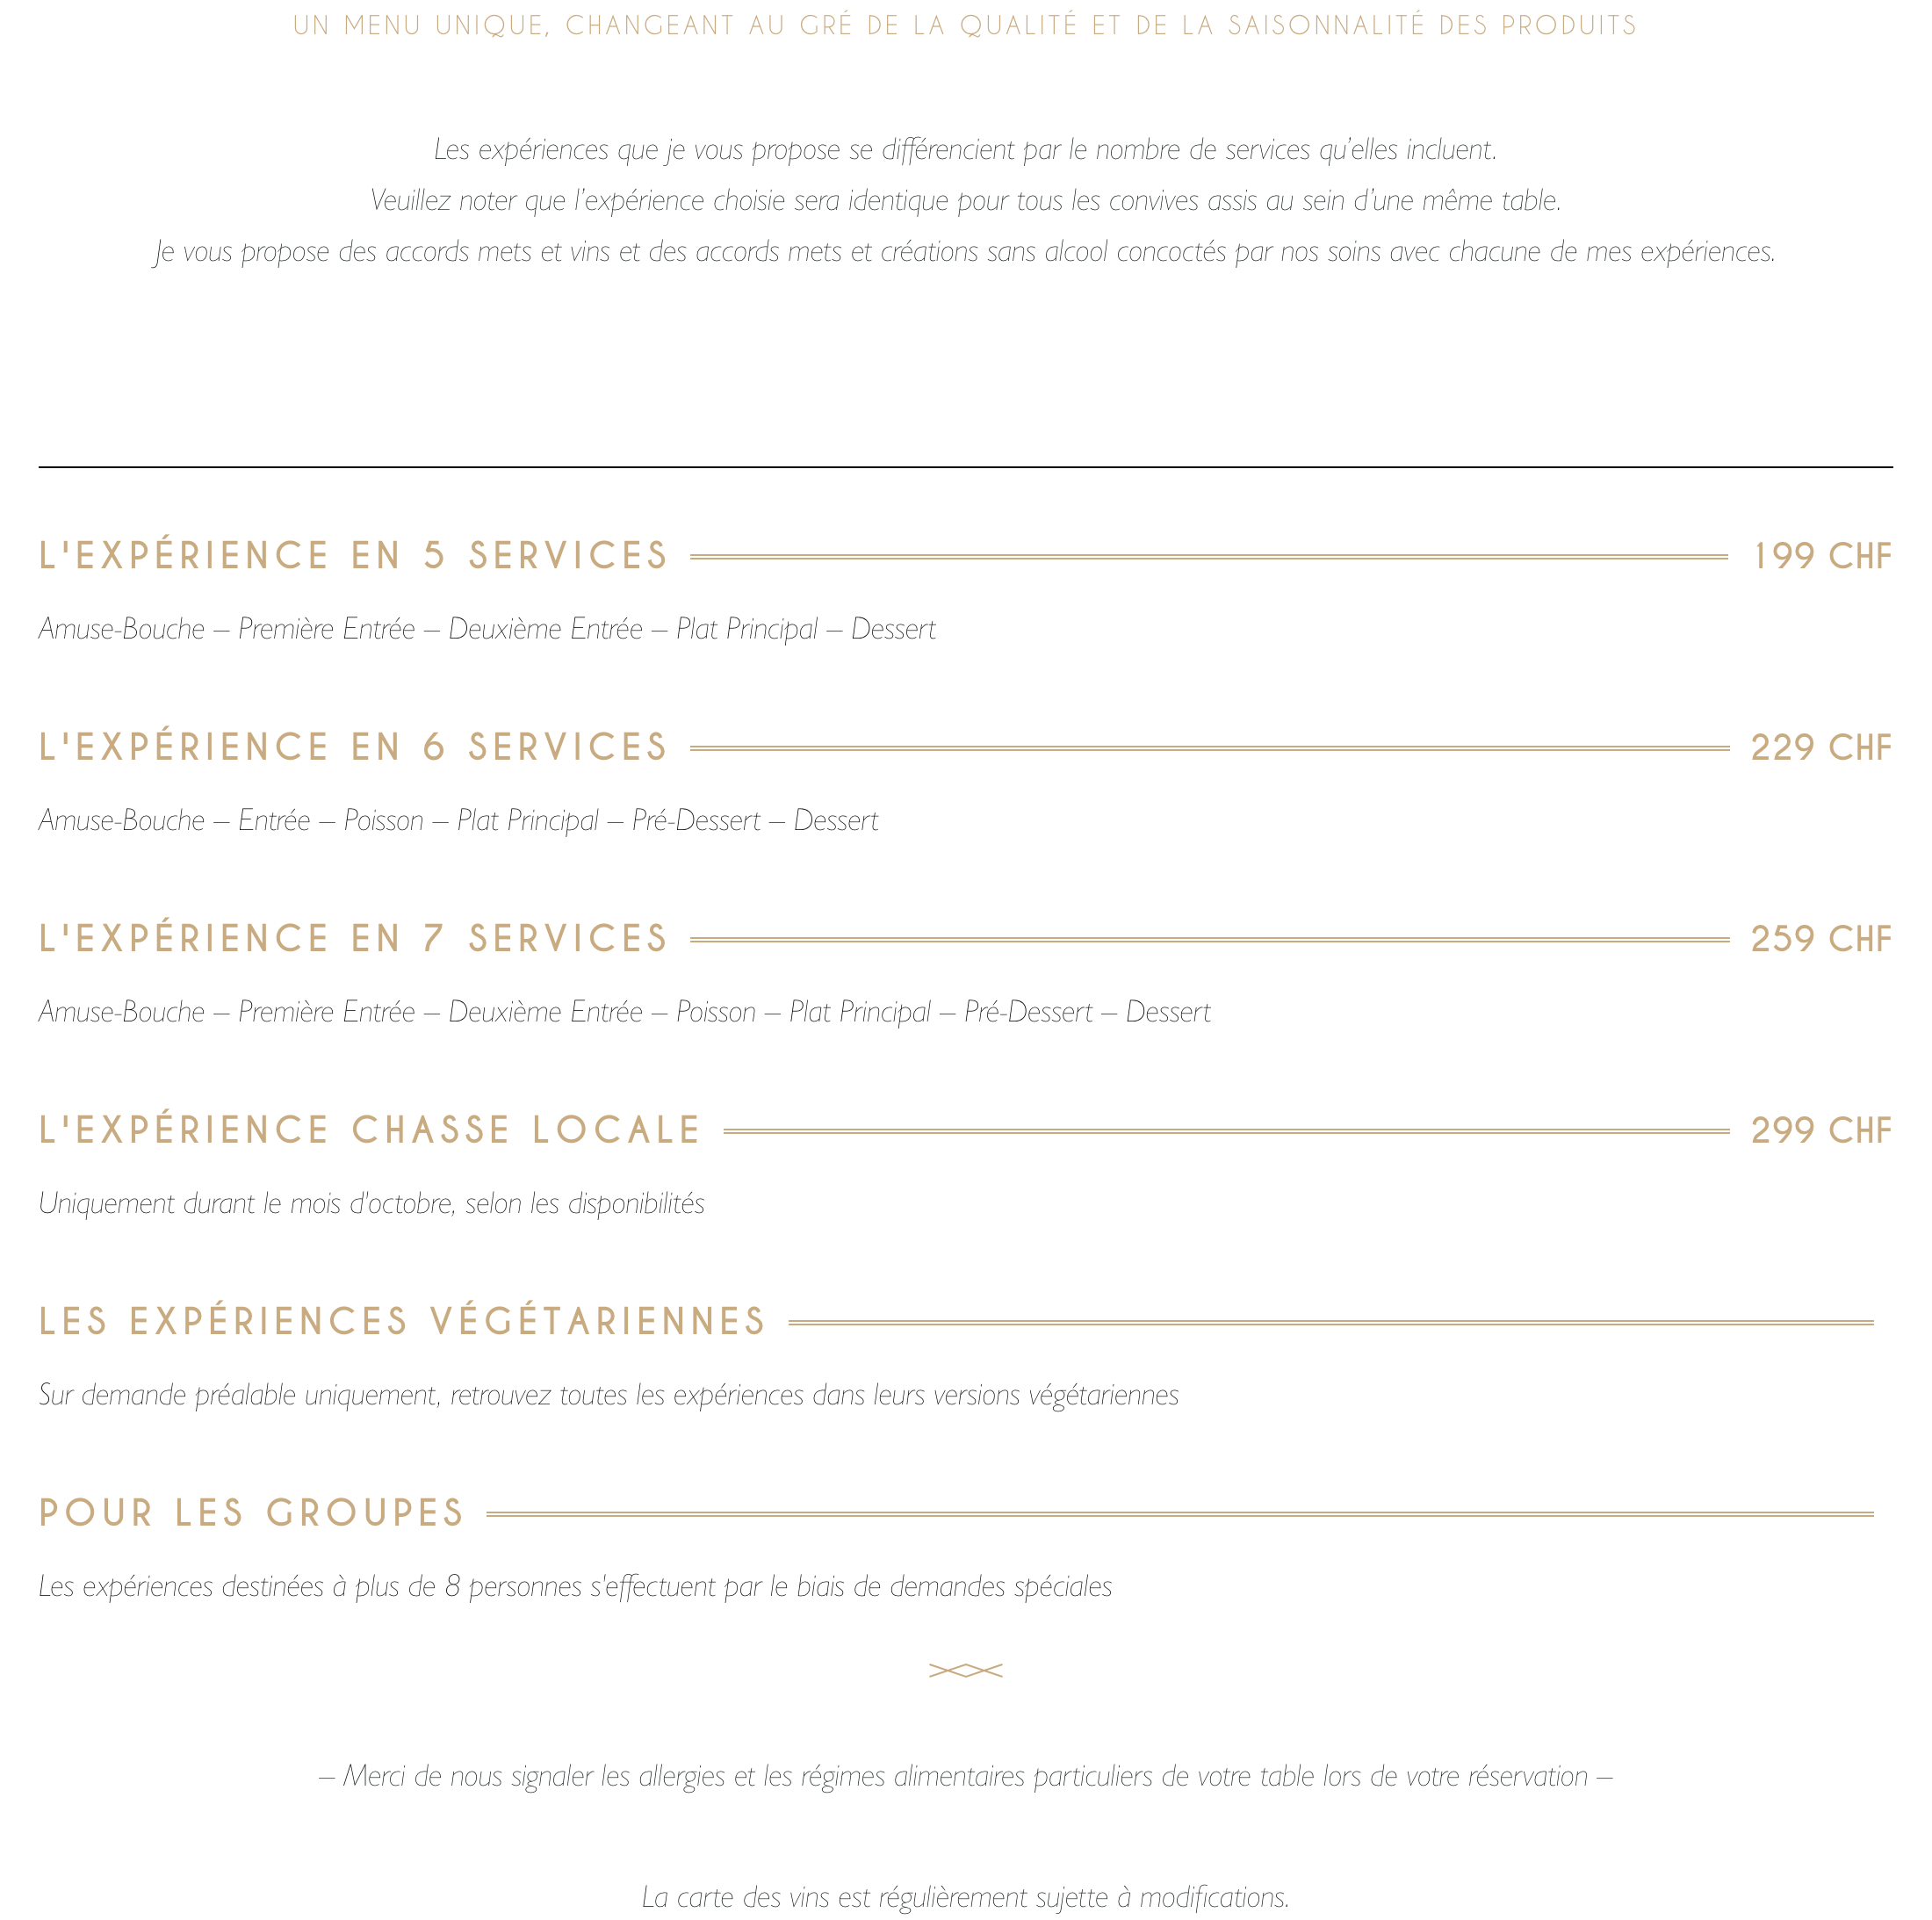 UN MENU UNIQUE, CHANGEANT AU GRÉ DE LA QUALITÉ ET DE LA SAISONNALITÉ DES PRODUITS
Les expériences que je vous propose se différencient par le nombre de services qu’elles incluent.
Veuillez noter que l’expérience choisie sera identique pour tous les convives assis au sein d’une même table.
Je vous propose des accords mets et vins et des accords mets et créations sans alcool concoctés par nos soins avec chacune de mes expériences.
L'EXPÉRIENCE EN 5 SERVICES 199 CHF
Amuse-Bouche – Première Entrée – Deuxième Entrée – Plat Principal – Dessert
L'EXPÉRIENCE EN 6 SERVICES 229 CHF
Amuse-Bouche – Entrée – Poisson – Plat Principal – Pré-Dessert – Dessert
L'EXPÉRIENCE EN 7 SERVICES 259 CHF
Amuse-Bouche – Première Entrée – Deuxième Entrée – Poisson – Plat Principal – Pré-Dessert – Dessert
L'EXPÉRIENCE CHASSE LOCALE 299 CHF
Uniquement durant le mois d'octobre, selon les disponibilités
LES EXPÉRIENCES VÉGÉTARIENNES
Sur demande préalable uniquement, retrouvez toutes les expériences dans leurs versions végétariennes
POUR LES GROUPES
Les expériences destinées à plus de 8 personnes s'effectuent par le biais de demandes spéciales
– Merci de nous signaler les allergies et les régimes alimentaires particuliers de votre table lors de votre réservation –
La carte des vins est régulièrement sujette à modifications.